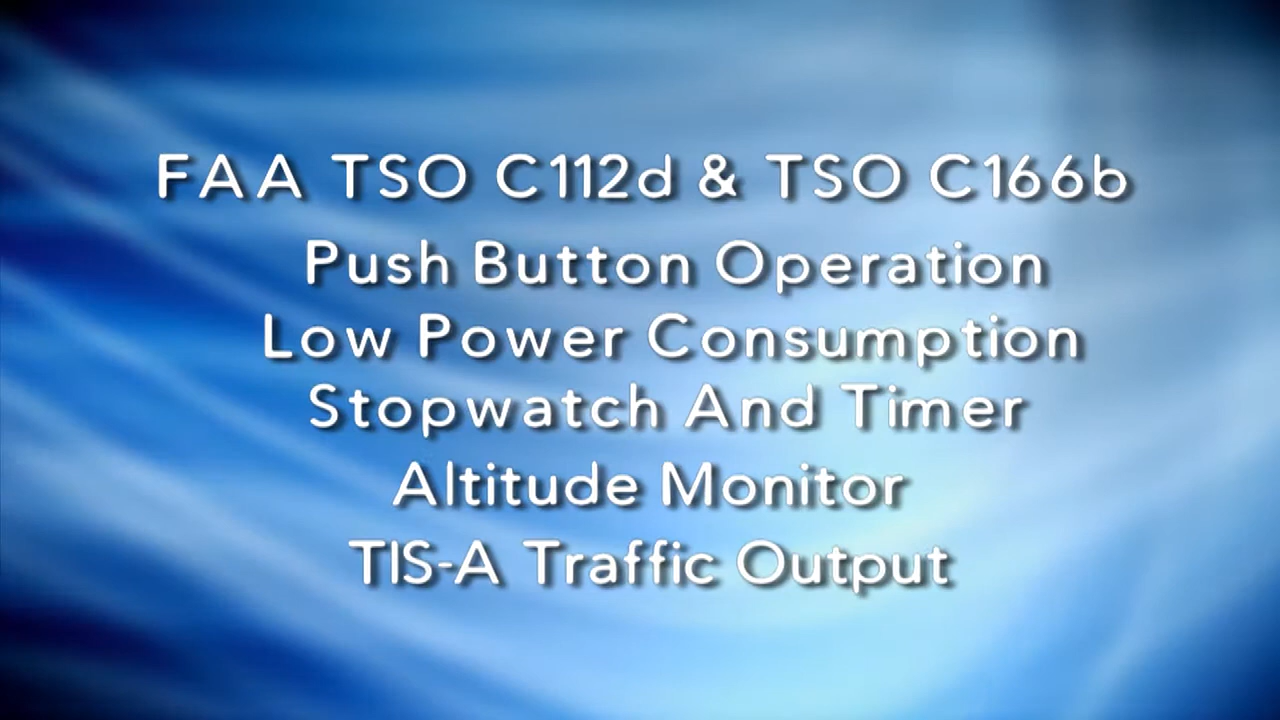 FAA TSO C112d & TSO C166b
Push Button Operation
Low Power Consumption
Stopwatch And Timer
Altitude Monitor
TIS-A Traffic Output